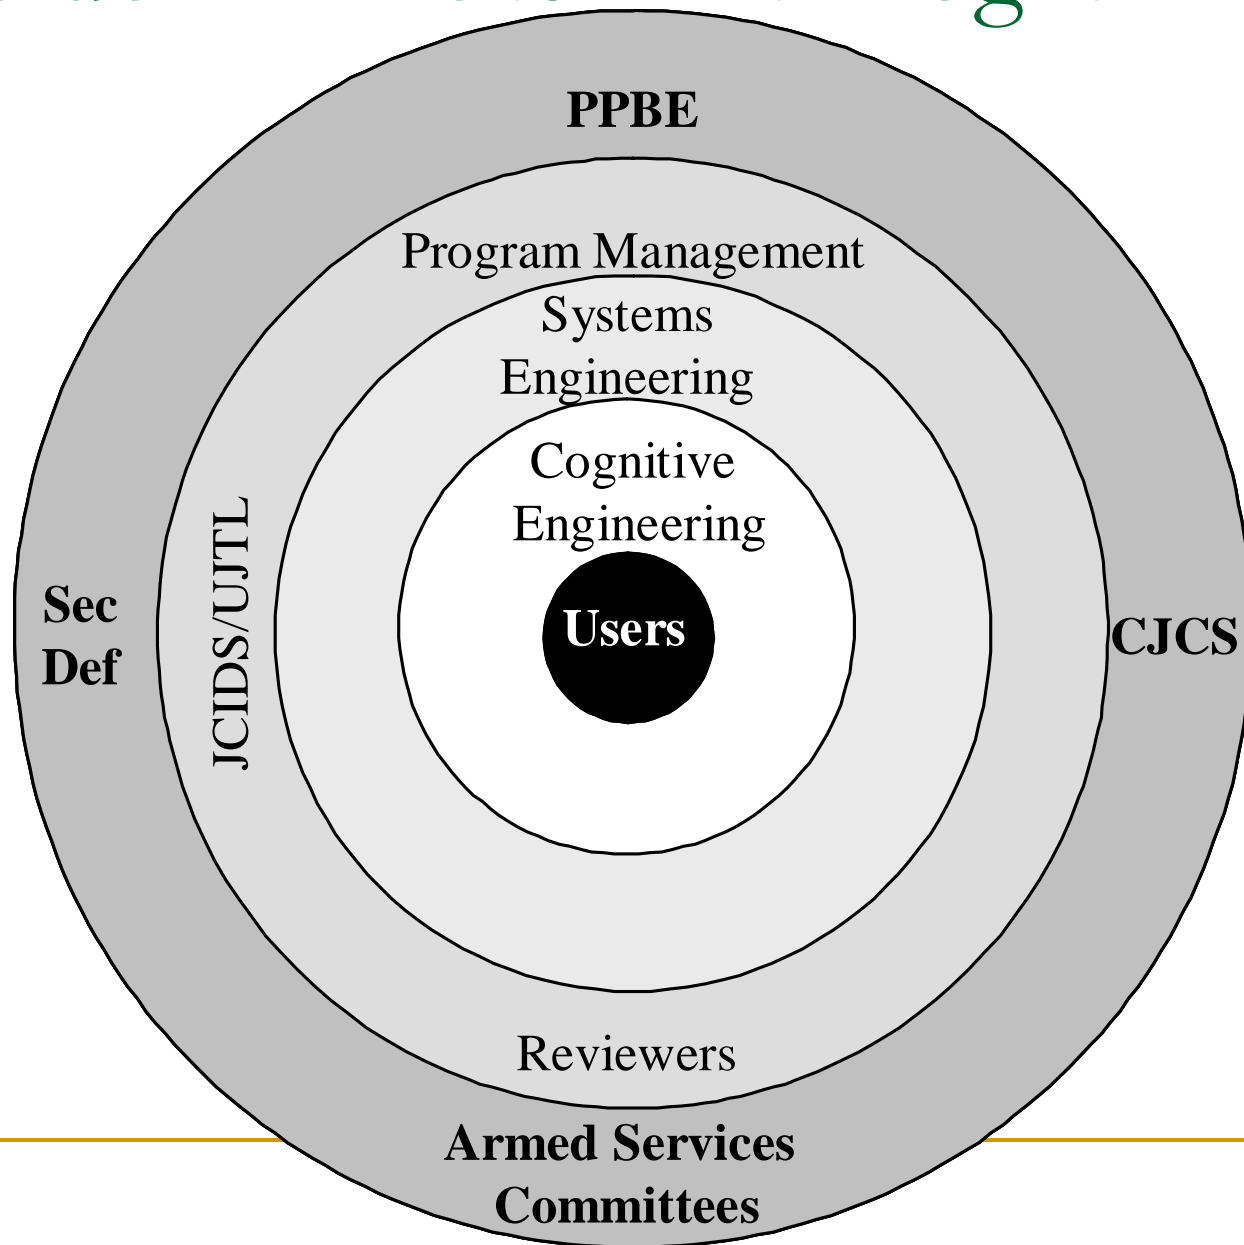 PPBE
Program Management
Systems
Engineering
Cognitive
Engineering
Users
Sec
Def
JCIDS/UJTL
CJCS
Reviewers
Armed Services
Committees